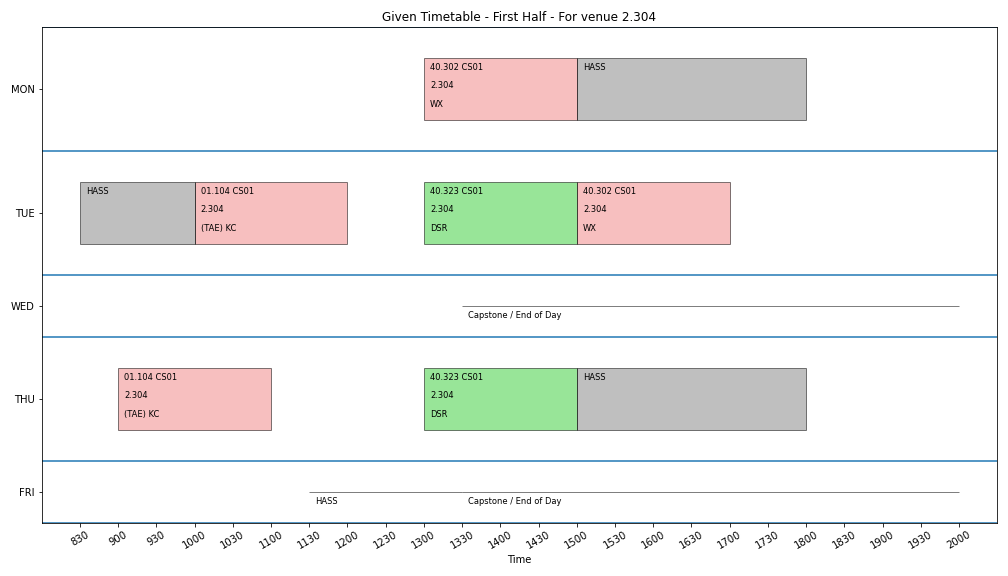 Given Timetable - First Half - For venue 2.304
MON
40.302 CS01
2.304
WX
HASS
TUE
HASS
01.104 CS01
2.304
(TAE) KC
40.323 CS01
2.304
DSR
40.302 CS01
2.304
WX
WED
Capstone / End of Day
THU
01.104 CS01
2.304
(TAE) KC
40.323 CS01
2.304
DSR
HASS
FRI
HASS
Capstone / End of Day
830 900 930 1000 1030 1100 1130 1200 1230 1300 1330 1400 1430 1500 1600 1630 1700 1730 1800 1830 1900 1930 2000
Time